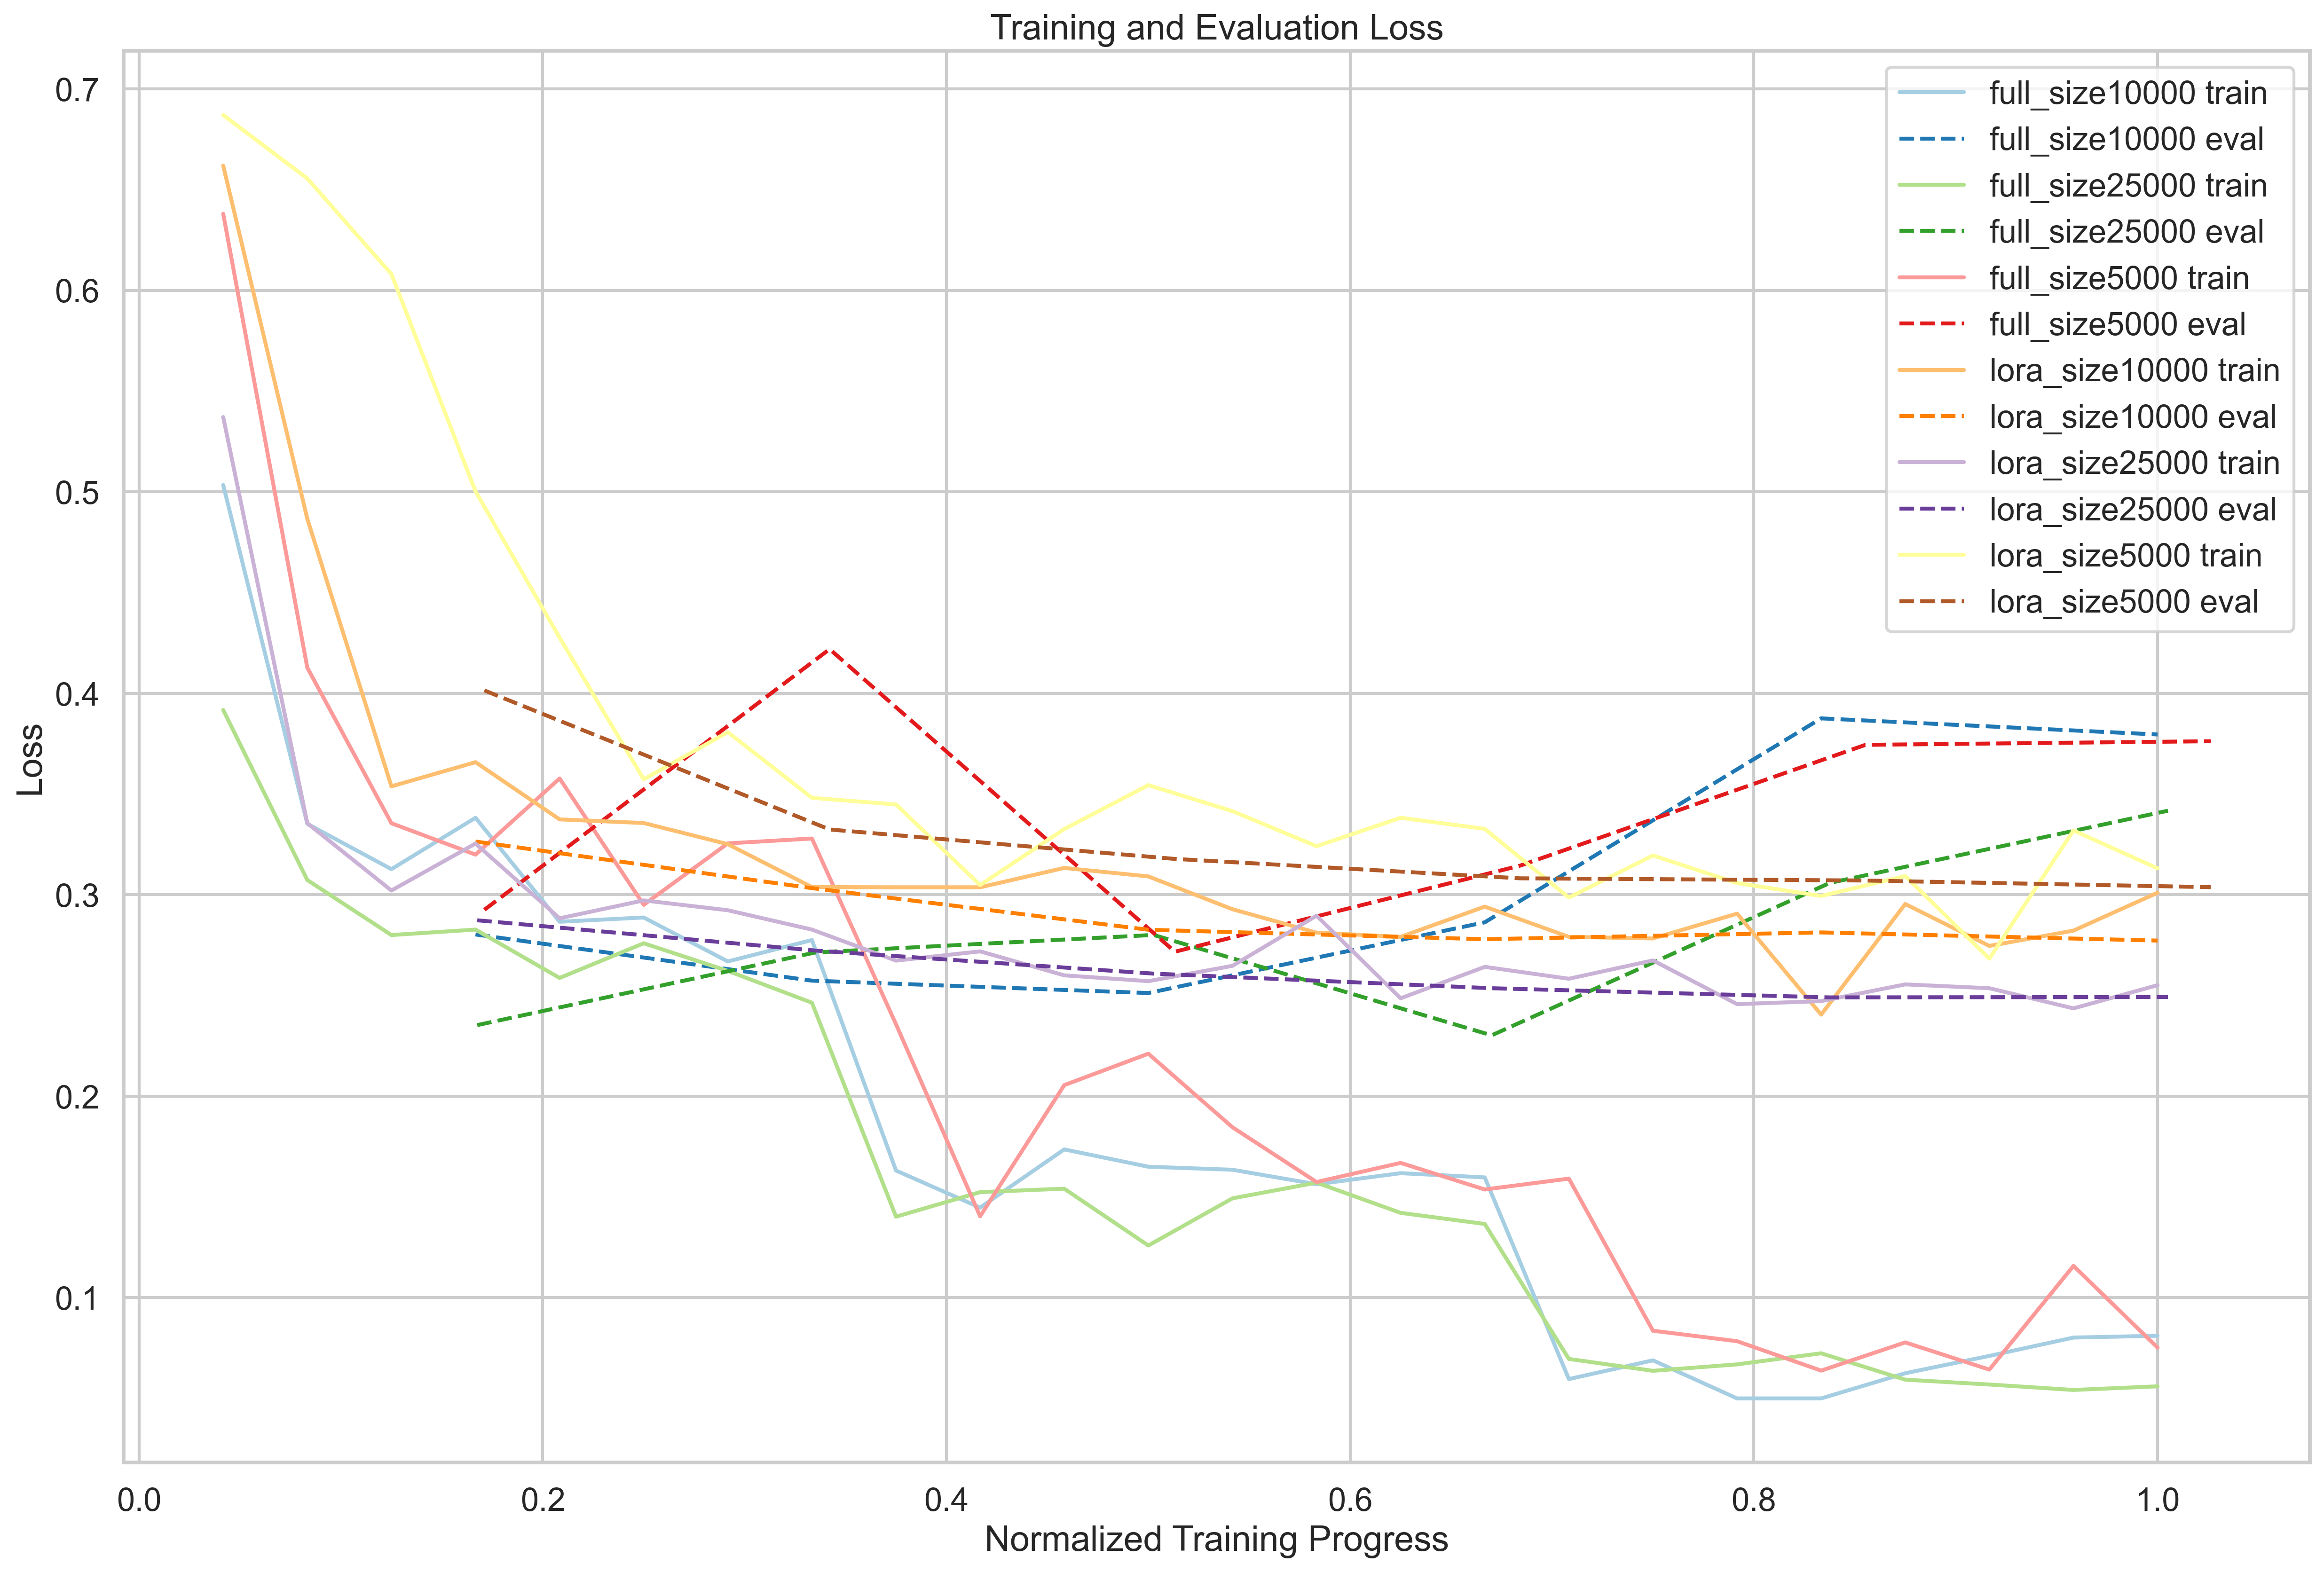 Training and Evaluation Loss
0.7
0.6
0.5
0.4
0.3
0.2
0.1
Loss
full_size10000 train
full_size10000 eval
full_size25000 train
full_size25000 eval
full_size5000 train
full_size5000 eval
lora_size10000 train
lora_size10000 eval
lora_size25000 train
lora_size25000 eval
lora_size5000 train
lora_size5000 eval
0.0 0.2 0.4 0.6 0.8 1.0
Normalized Training Progress